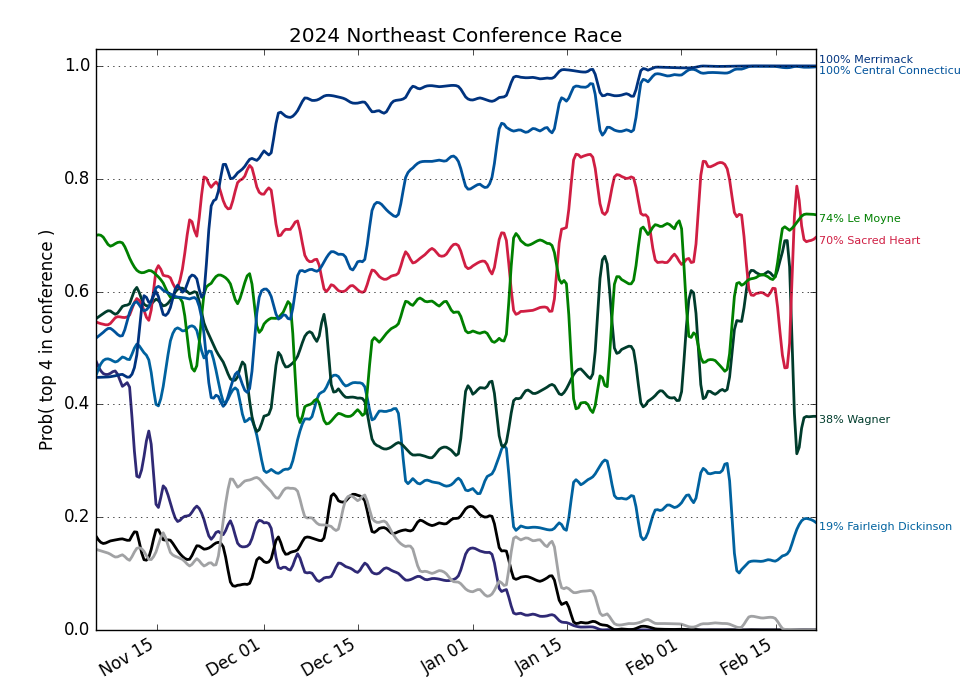 2024 Northeast Conference Race
Prob( top 4 in conference )
1.0
0.8
0.6
0.4
0.2
0.0
Nov 15
Dec 01
Dec 15
Jan 01
Jan 15
Feb 01
Feb 15
100% Merrimack
100% Central Connecticu
74% Le Moyne
70% Sacred Heart
38% Wagner
19% Fairleigh Dickinson